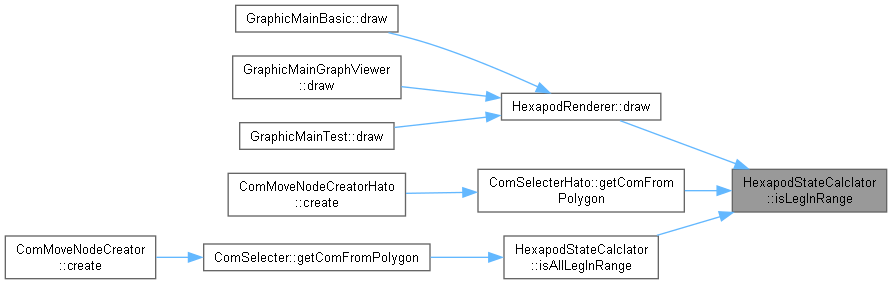 GraphicMainBasic::draw
GraphicMainGraphViewer
::draw
HexapodRenderer::draw
GraphicMainTest::draw
HexapodStateCalclator
::isLegInRange
ComMoveNodeCreatorHato
::create
ComSelecterHato::getComFrom
Polygon
ComMoveNodeCreator
::create
ComSelecter::getComFromPolygon
HexapodStateCalclator
::isAllLegInRange